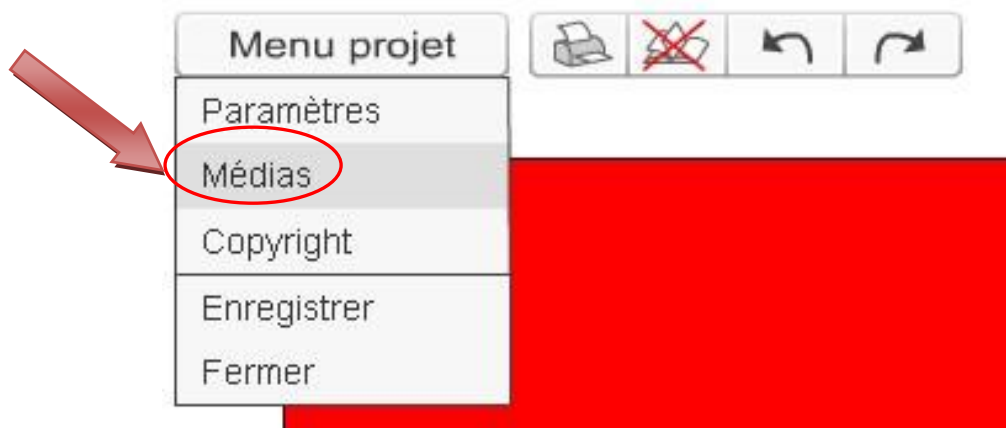 Menu projet
Paramètres
Médias
Copyright
Enregistrer
Fermer